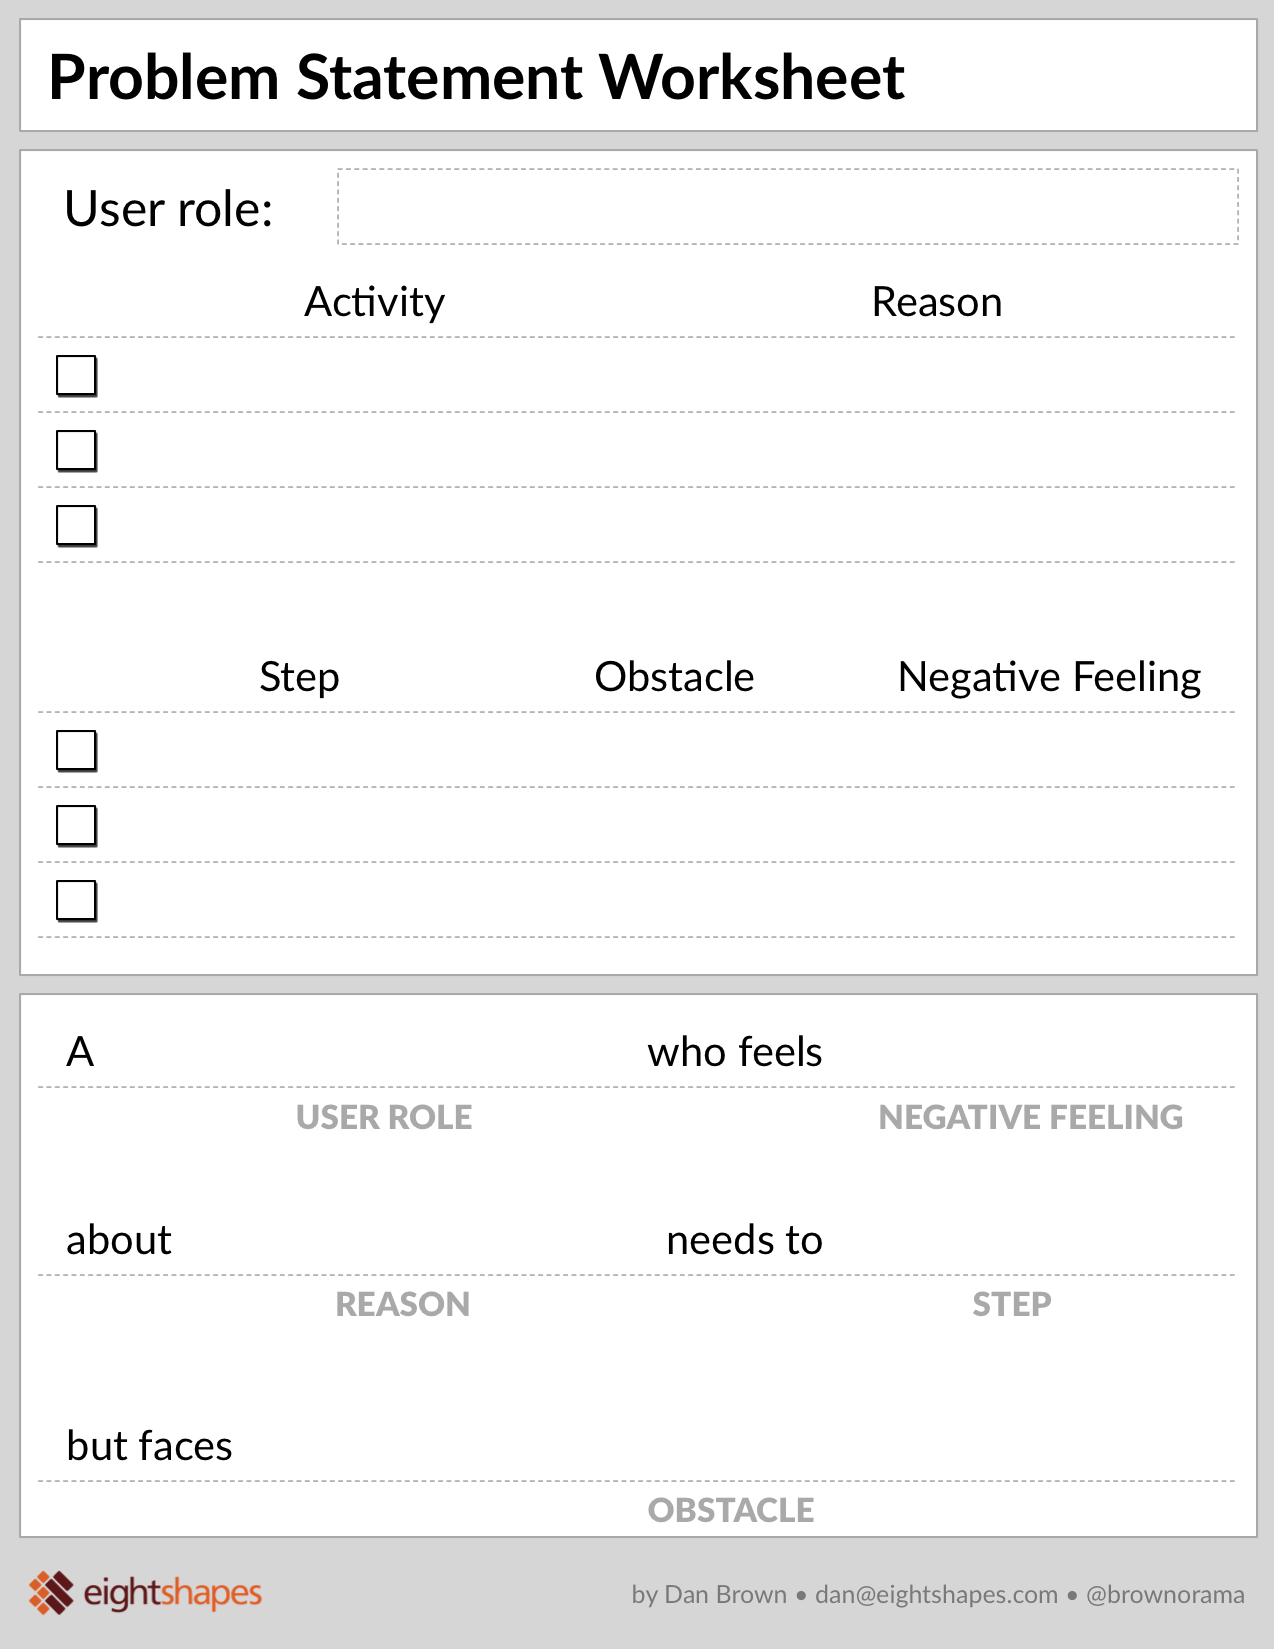 Problem Statement Worksheet
User role:
Activity Reason
Step Obstacle Negative Feeling
A who feels
USER ROLE NEGATIVE FEELING
about needs to
REASON STEP
but faces
OBSTACLE
eightshapes by Dan Brown • dan@eightshapes.com • @brownorama